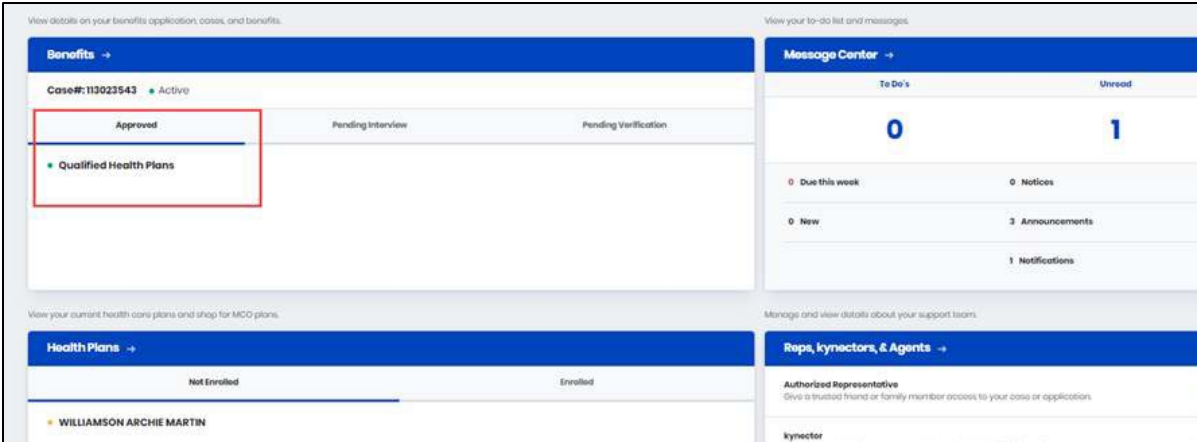 View details on your benefits application, cases, and benefits.
Benefits →
Case#: 113023543 • Active
Approved
Pending Interview
Pending Verification
Qualified Health Plans
View your to-do list and messages.
Message Center →
To Do's
Unread
0
1
0 Due this week
0 Notices
0 New
3 Announcements
1 Notifications
View your current health care plans and shop for MCO plans.
Health Plans →
Not Enrolled
Enrolled
WILLIAMSON ARCHIE MARTIN
Manage and view details about your support team.
Reps, kynectors, & Agents →
Authorized Representative
Give a trusted friend or family member access to your case or application.
kynector